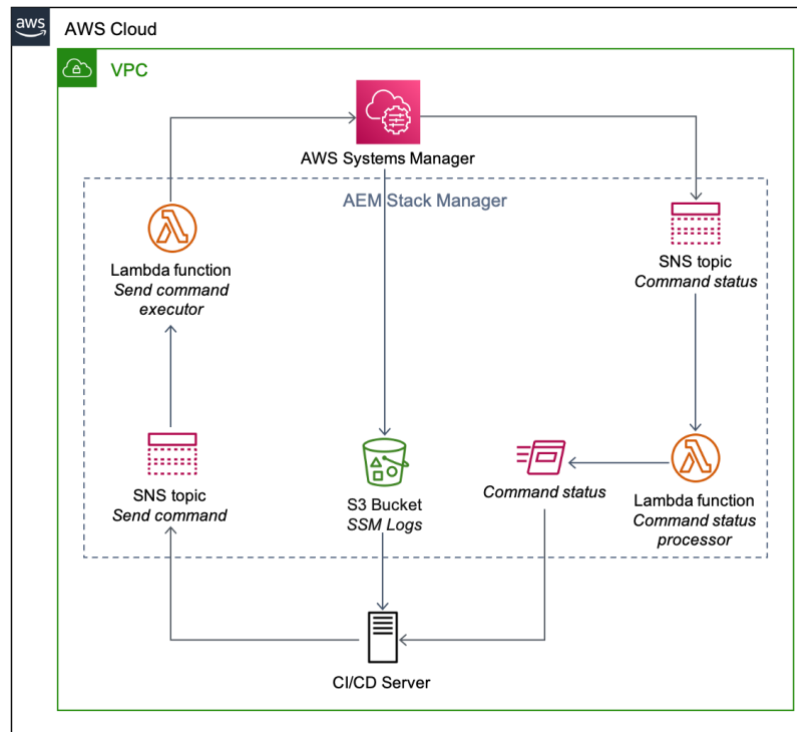 aws
AWS Cloud
VPC
AWS Systems Manager
AEM Stack Manager
Lambda function
Send command
executor
SNS topic
Command status
SNS topic
Send command
S3 Bucket
SSM Logs
Command status
Lambda function
Command status
processor
CI/CD Server